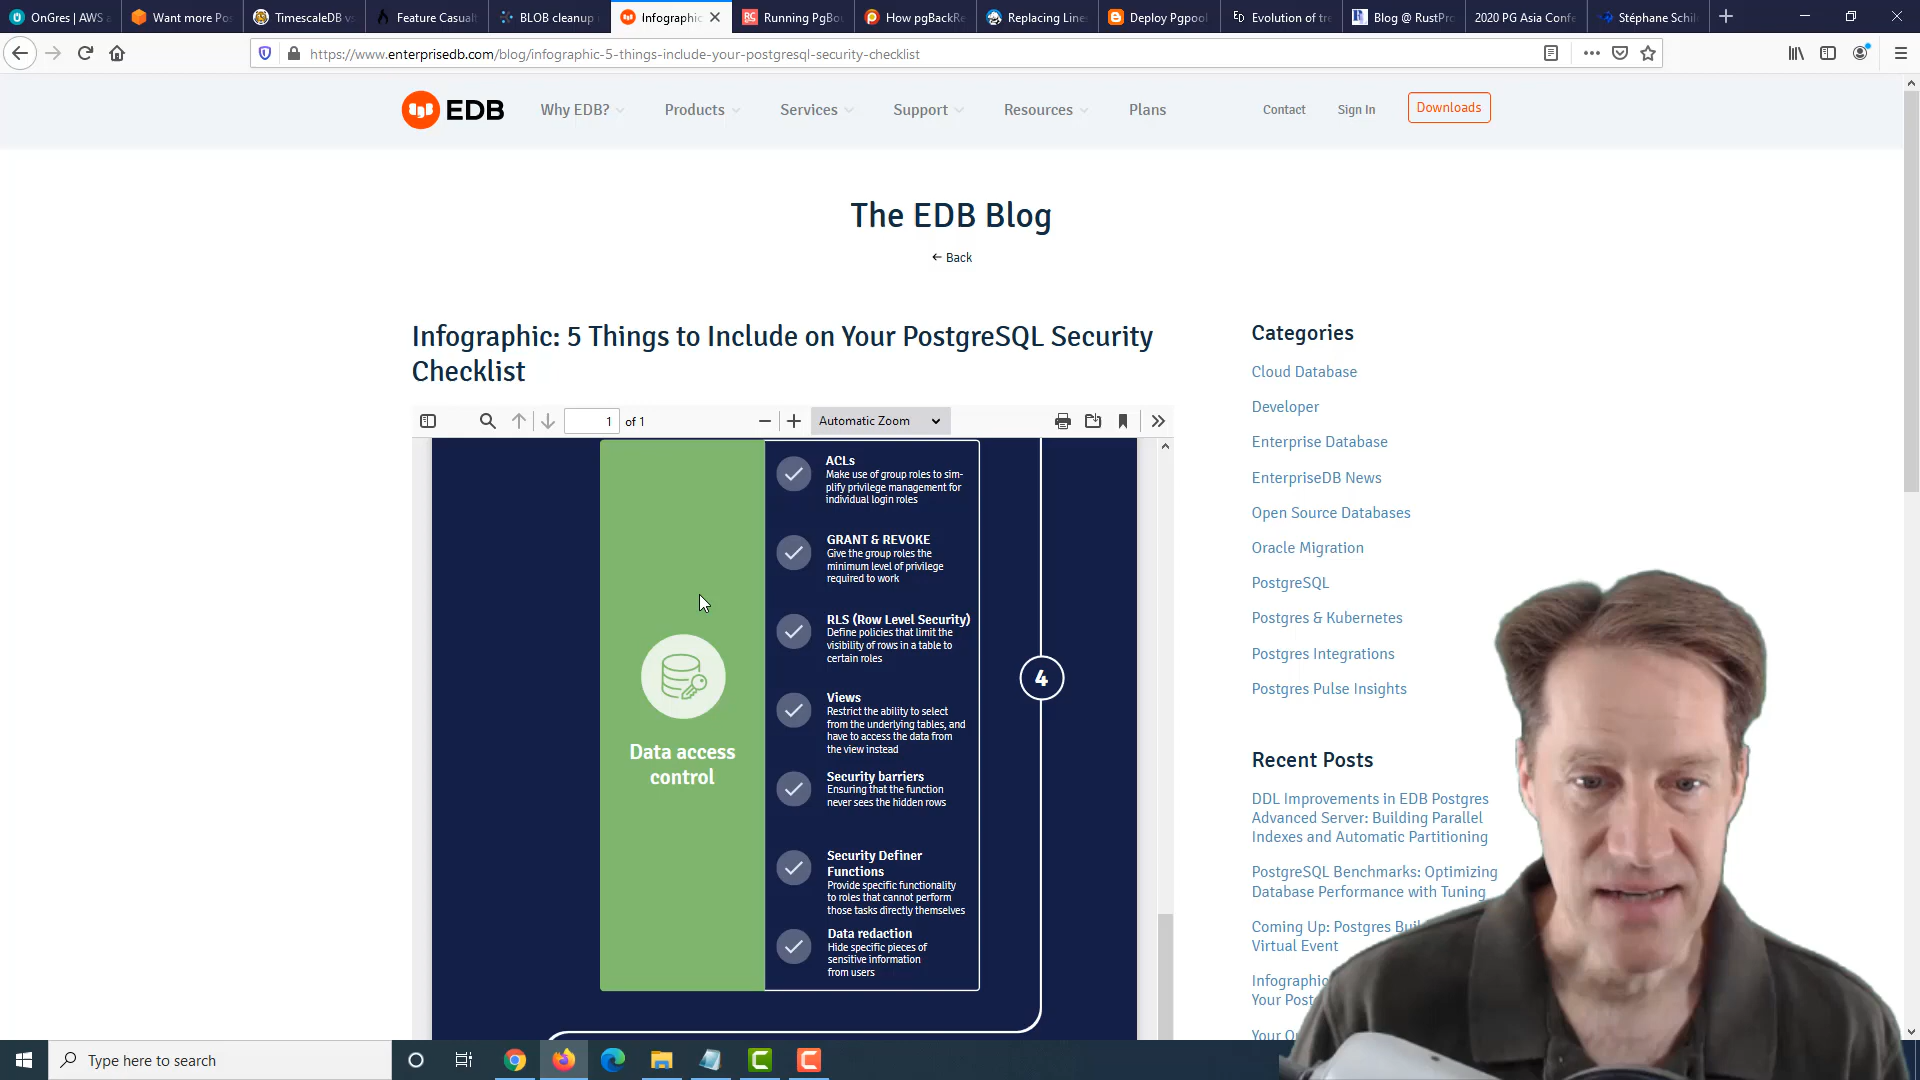 OnGres | AWS a
Want more Pos
TimescaleDB vs
Feature Casualt
BLOB cleanup i
Infographic
Running PgBou
How pgBackRe
Replacing Lines
Deploy Pgpool
Evolution of tre
Blog @ RustPro
2020 PG Asia Confe
Stéphane Schil
https://www.enterprisedb.com/blog/infographic-5-things-include-your-postgresql-security-checklist
EDB
Why EDB?
Products
Services
Support
Resources
Plans
Contact
Sign In
Downloads
The EDB Blog
← Back
Infographic: 5 Things to Include on Your PostgreSQL Security
Checklist
1 of 1
Automatic Zoom
Data access
control
ACLs
Make use of group roles to sim-
plify privilege management for
individual login roles
GRANT & REVOKE
Give the group roles the
minimum level of privilege
required to work
RLS (Row Level Security)
Define policies that limit the
visibility of rows in a table to
certain roles
Views
Restrict the ability to select
from the underlying tables, and
have to access the data from
the view instead
Security barriers
Ensuring that the function
never sees the hidden rows
Security Definer
Functions
Provide specific functionality
to roles that cannot perform
those tasks directly themselves
Data redaction
Hide specific pieces of
sensitive information
from users
4
Categories
Cloud Database
Developer
Enterprise Database
EnterpriseDB News
Open Source Databases
Oracle Migration
PostgreSQL
Postgres & Kubernetes
Postgres Integrations
Postgres Pulse Insights
Recent Posts
DDL Improvements in EDB Postgres
Advanced Server: Building Parallel
Indexes and Automatic Partitioning
PostgreSQL Benchmarks: Optimizing
Database Performance with Tuning
Coming Up: Postgres Bui
Virtual Event
Infographic
Your Post
Your Qu
Type here to search